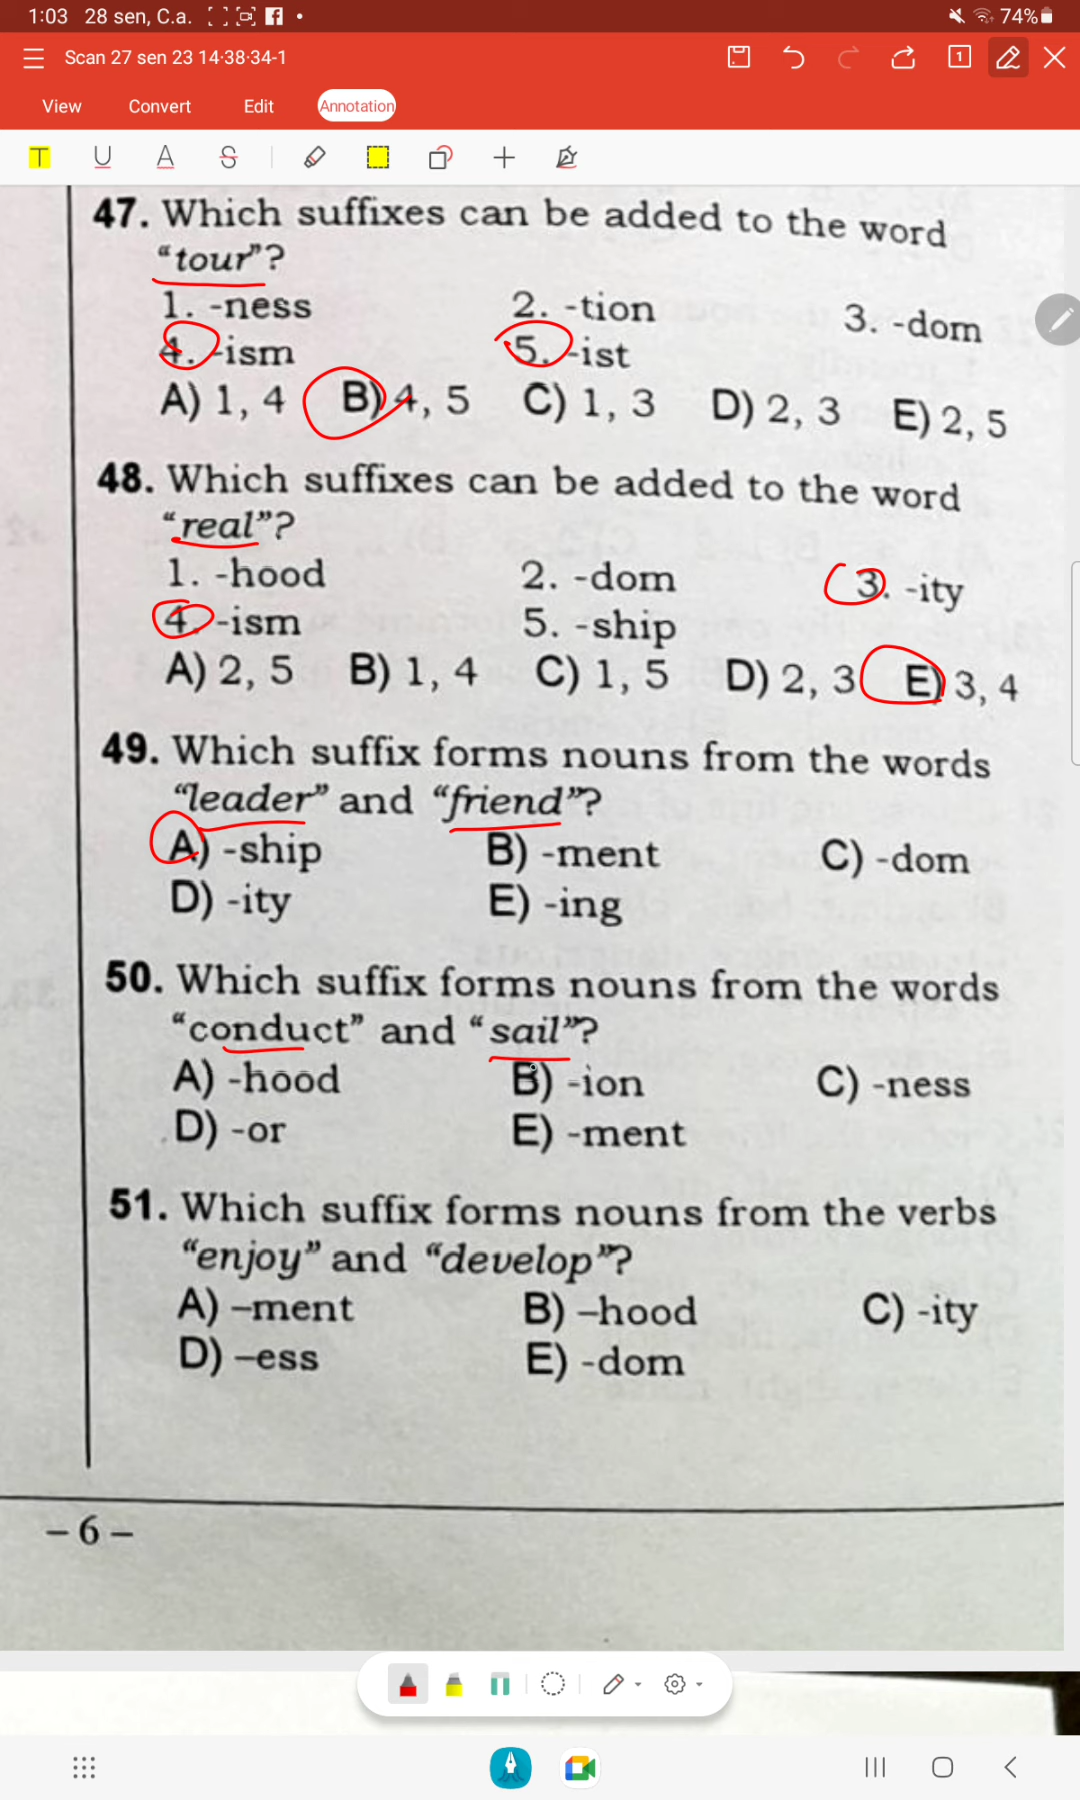 1:03 28 sen, C.a.
74%
Scan 27 sen 23 14-38-34-1
1
View Convert Edit Annotation
T U A S
47. Which suffixes can be added to the word
“tour”?
1. -ness 2. -tion 3. -dom
4. -ism 5. -ist
A) 1, 4 B) 4, 5 C) 1, 3 D) 2, 3 E) 2, 5
48. Which suffixes can be added to the word
“real”?
1. -hood 2. -dom 3. -ity
4. -ism 5. -ship
A) 2, 5 B) 1, 4 C) 1, 5 D) 2, 3 E) 3, 4
49. Which suffix forms nouns from the words
“leader” and “friend”?
A) -ship B) -ment C) -dom
D) -ity E) -ing
50. Which suffix forms nouns from the words
“conduct” and “sail”?
A) -hood B) -ion C) -ness
D) -or E) -ment
51. Which suffix forms nouns from the verbs
“enjoy” and “develop”?
A) –ment B) –hood C) -ity
D) –ess E) -dom
– 6 –